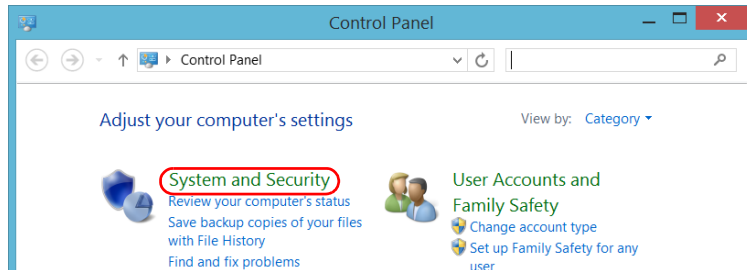 Control Panel
Control Panel
Adjust your computer's settings
View by: Category
System and Security
Review your computer's status
Save backup copies of your files
with File History
Find and fix problems
User Accounts and
Family Safety
Change account type
Set up Family Safety for any
user